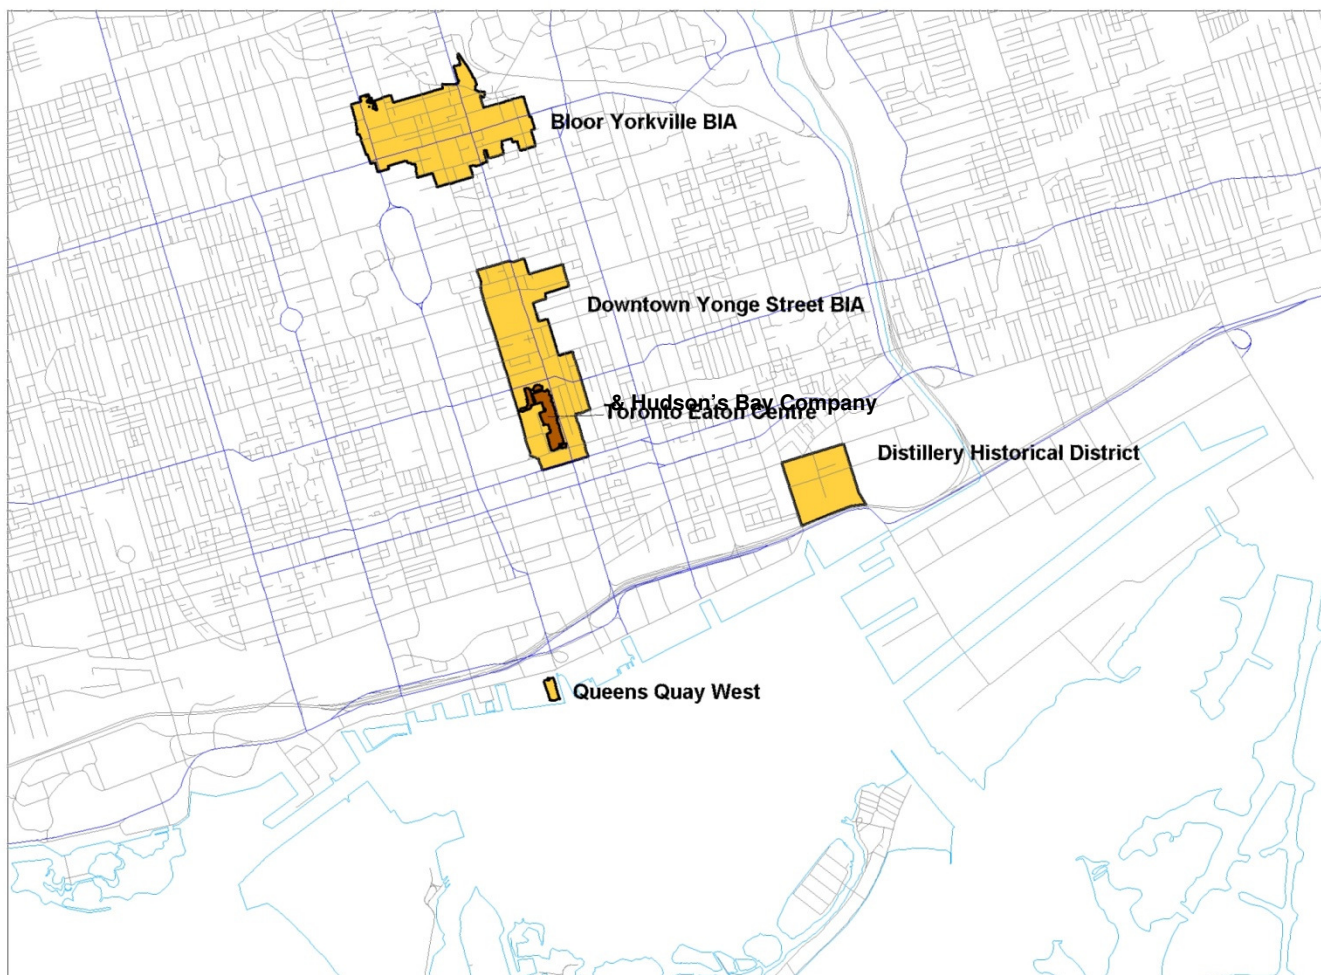 Bloor Yorkville BIA
Downtown Yonge Street BIA
& Hudson's Bay Company
Toronto Eaton Centre
Distillery Historical District
Queens Quay West